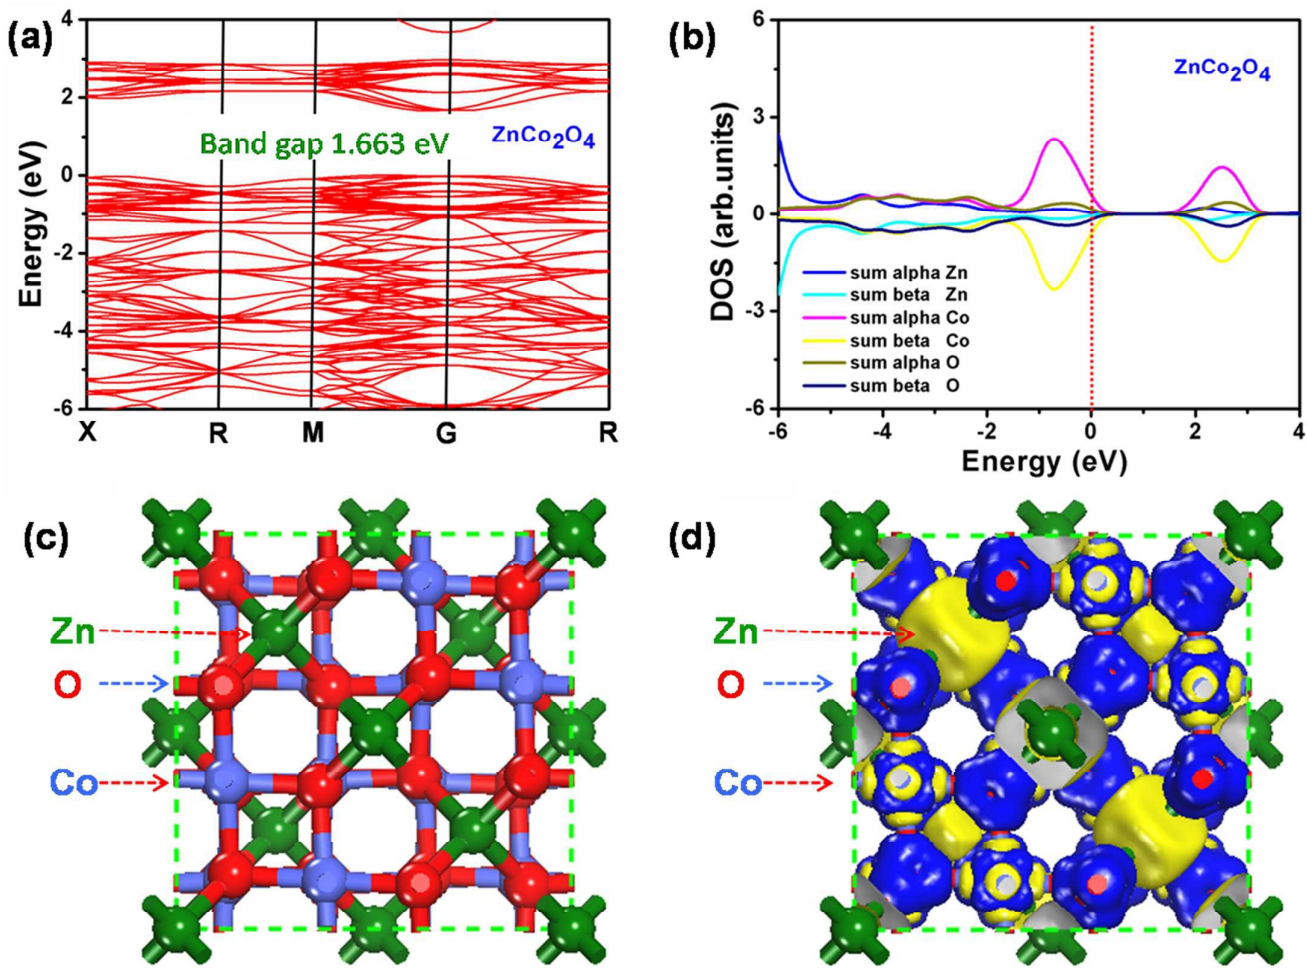 (a)
4
2
0
-2
-4
-6
Energy (eV)
Band gap 1.663 eV
ZnCo2O4
X R M G R
(b)
6
3
0
-3
-6
DOS (arb.units)
ZnCo2O4
sum alpha Zn
sum beta Zn
sum alpha Co
sum beta Co
sum alpha O
sum beta O
-6 -4 -2 0 2 4
Energy (eV)
(c)
Zn
O
Co
(d)
Zn
O
Co